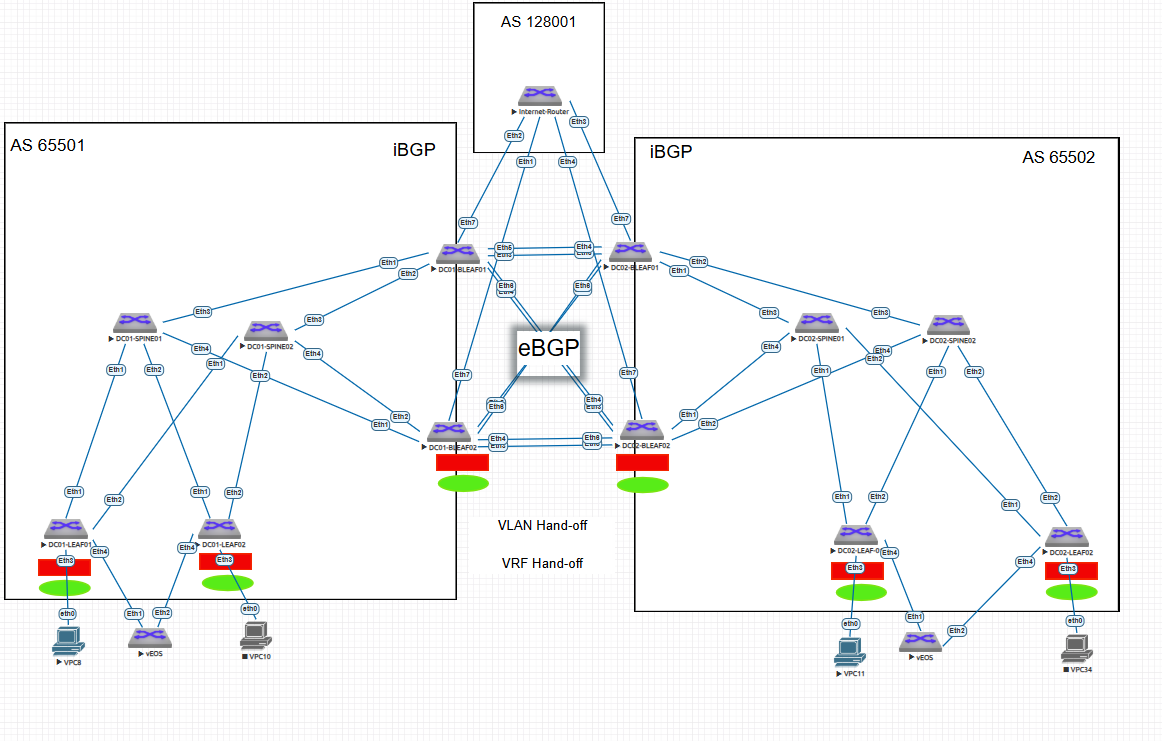 AS 128001
Internet-Router
Eth2
Eth3
Eth1
Eth4
AS 65501
iBGP
iBGP
AS 65502
Eth7
Eth7
DC01-BLEAF01
Eth1
Eth2
Eth5
Eth4
DC02-BLEAF01
Eth2
Eth1
Eth6
Eth6
Eth3
Eth3
Eth3
Eth3
DC01-SPINE01
DC01-SPINE02
eBGP
DC02-SPINE01
DC02-SPINE02
Eth4
Eth4
Eth4
Eth4
Eth1
Eth2
Eth1
Eth2
Eth2
Eth1
Eth1
Eth2
Eth7
Eth7
Eth6
Eth4
Eth3
Eth2
Eth1
Eth1
Eth2
DC01-BLEAF02
Eth4
Eth6
DC02-BLEAF02
Eth1
Eth2
Eth1
Eth2
Eth1
Eth2
Eth1
Eth2
VLAN Hand-off
VRF Hand-off
DC01-LEAF01
DC01-LEAF02
DC02-LEAF-0
DC02-LEAF02
Eth4
Eth4
Eth4
Eth4
Eth3
Eth3
Eth3
Eth3
eth0
Eth1
Eth2
eth0
eth0
Eth1
Eth2
eth0
VPC8
vEOS
VPC10
VPC11
vEOS
VPC34